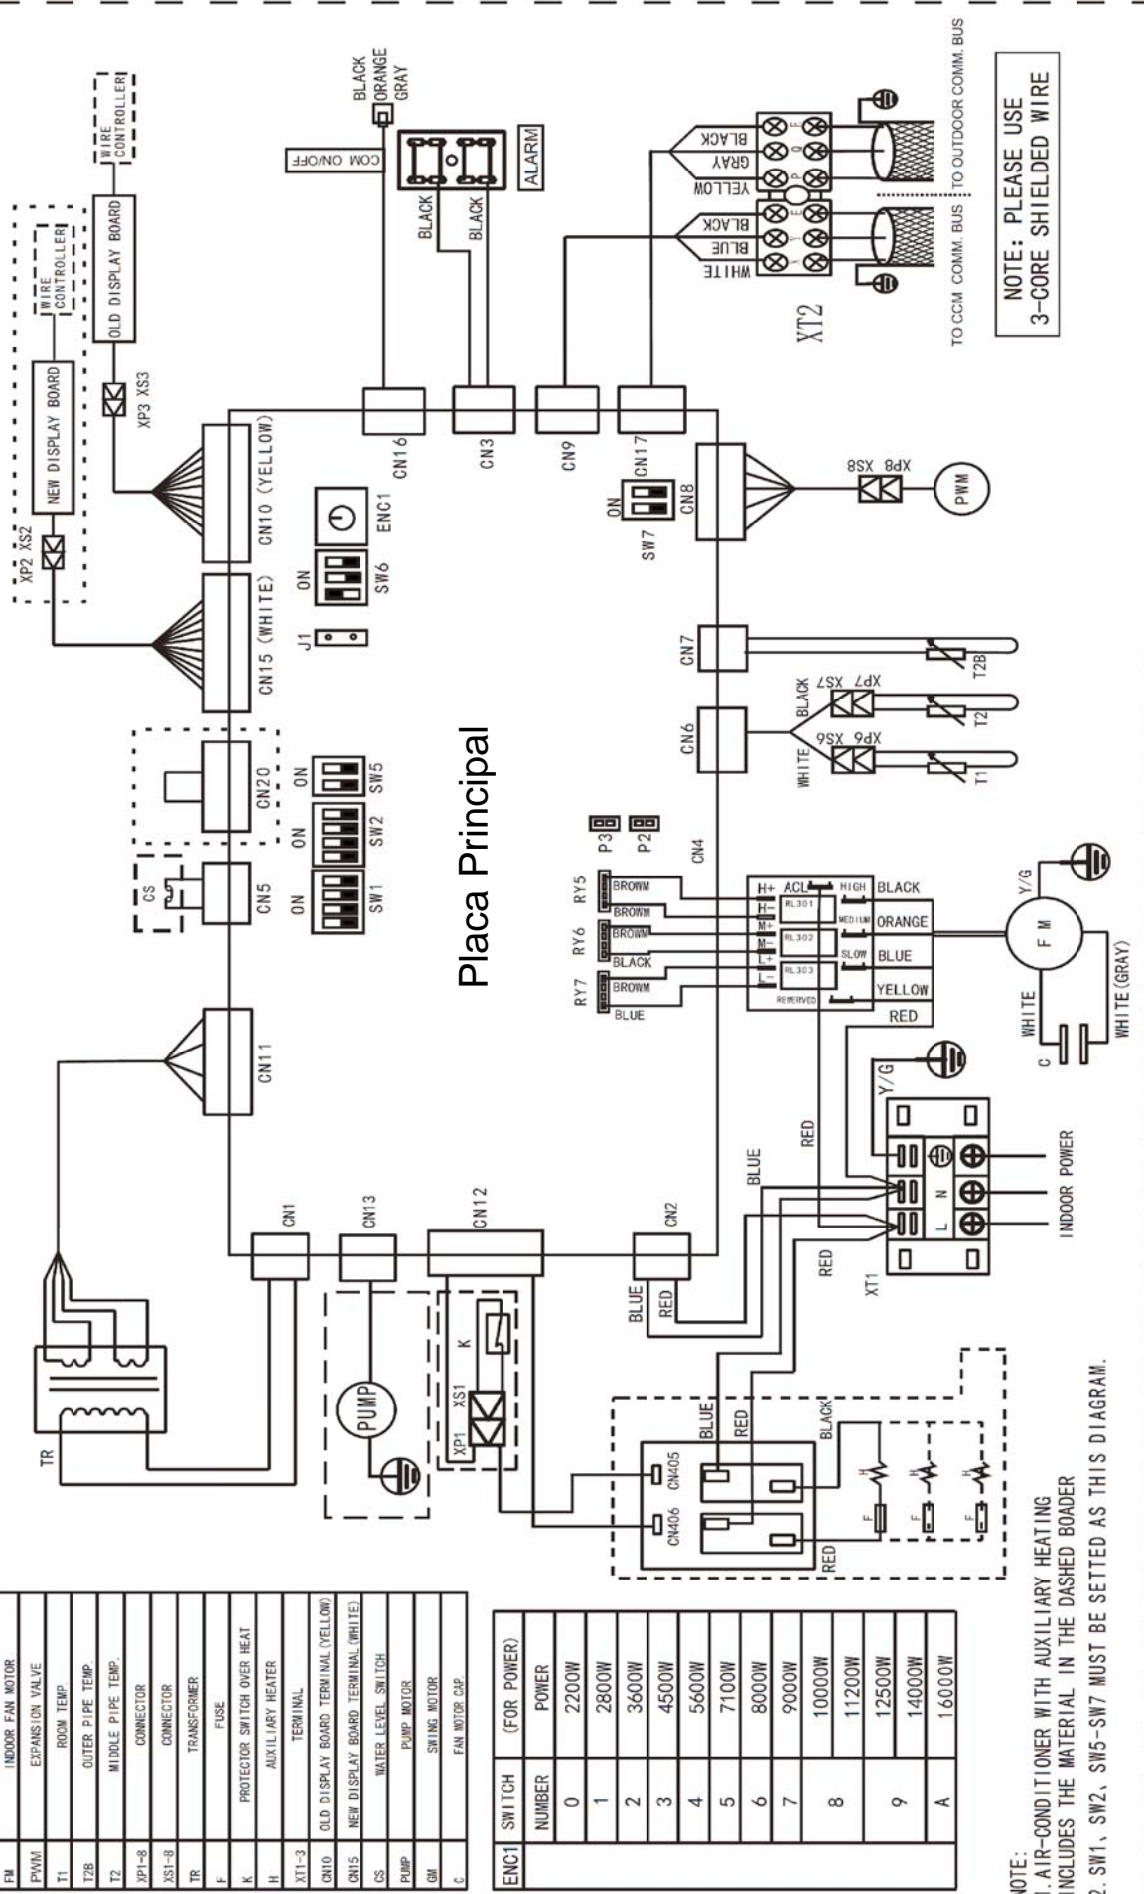 FM INDOOR FAN MOTOR
PWM EXPANSION VALVE
T1 ROOM TEMP.
T2B OUTER PIPE TEMP.
T2 MIDDLE PIPE TEMP.
XP1-8 CONNECTOR
XS1-8 CONNECTOR
TR TRANSFORMER
F FUSE
K PROTECTOR SWITCH OVER HEAT
H AUXILIARY HEATER
XT1-3 TERMINAL
CN10 OLD DISPLAY BOARD TERMINAL(YELLOW)
CN15 NEW DISPLAY BOARD TERMINAL(WHITE)
CS WATER LEVEL SWITCH
PUMP PUMP MOTOR
GM SWING MOTOR
C FAN MOTOR CAP.
ENC1 SWITCH (FOR POWER)
NUMBER POWER
0 2200W
1 2800W
2 3600W
3 4500W
4 5600W
5 7100W
6 8000W
7 9000W
8 10000W
11200W
9 12500W
14000W
A 16000W
NOTE:
1. AIR-CONDITIONER WITH AUXILIARY HEATING
INCLUDES THE MATERIAL IN THE DASHED BOADER
2. SW1、SW2、SW5-SW7 MUST BE SETTED AS THIS DIAGRAM.
TR
CN11
CS
CN5
CN20
CN15 (WHITE)
CN10 (YELLOW)
XP2 XS2
NEW DISPLAY BOARD
WIRE
CONTROLLER
XP3 XS3
OLD DISPLAY BOARD
WIRE
CONTROLLER
ON
SW1
ON
SW2
ON
SW5
J1
ON
SW6
ENC1
CN1
CN13
PUMP
CN12
K
XP1 XS1
CN2
BLUE
RED
Placa Principal
CN16
COM ON/OFF
BLACK
ORANGE
GRAY
CN3
BLACK
BLACK
ALARM
CN9
CN17
ON
SW7
CN8
XS8 XP8
PWM
WHITE
BLUE
BLACK
YELLOW
GRAY
BLACK
X Y E P Q E
XT2
TO CCM COMM. BUS
TO OUTDOOR COMM. BUS
NOTE: PLEASE USE
3-CORE SHIELDED WIRE
CN7
T2B
CN6
WHITE
BLACK
XS6 XP6
XS7 XP7
T1
T2
P3
P2
CN4
RY5
RY6
RY7
BROWM
BROWM
BROWM
BLACK
BROWM
BLUE
H+
H-
M+
M-
L+
L-
ACL
RL301
RL302
RL303
REMERVED
HIGH
MEDIUM
SLOW
BLACK
ORANGE
BLUE
YELLOW
RED
FM
Y/G
WHITE
WHITE(GRAY)
C
Y/G
RED
BLUE
RED
XT1
L N
INDOOR POWER
CN405
CN406
BLUE
RED
BLACK
RED
F H
F H
F H